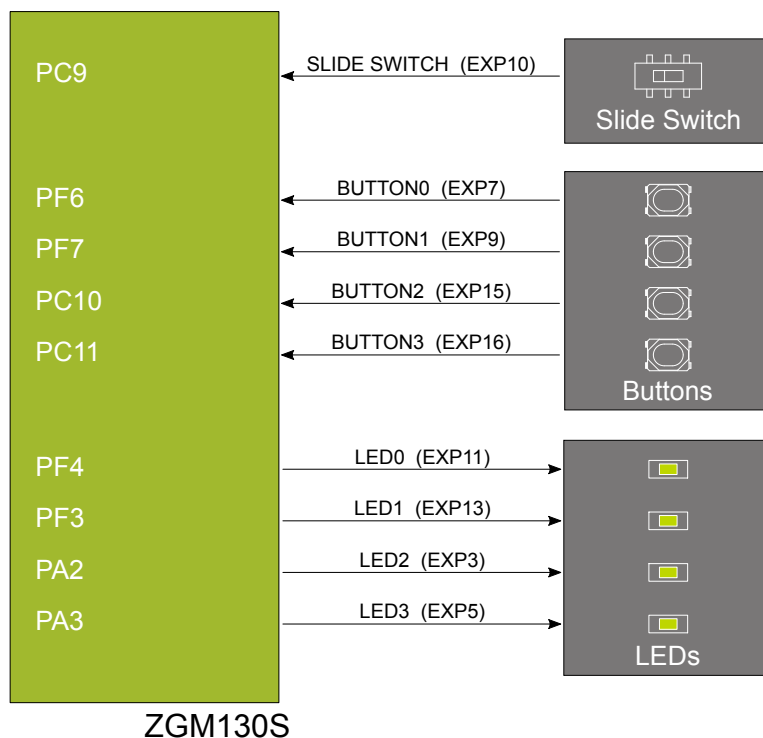 PC9 SLIDE SWITCH (EXP10)
Slide Switch
PF6 BUTTON0 (EXP7)
PF7 BUTTON1 (EXP9)
PC10 BUTTON2 (EXP15)
PC11 BUTTON3 (EXP16)
Buttons
PF4 LED0 (EXP11)
PF3 LED1 (EXP13)
PA2 LED2 (EXP3)
PA3 LED3 (EXP5)
LEDs
ZGM130S